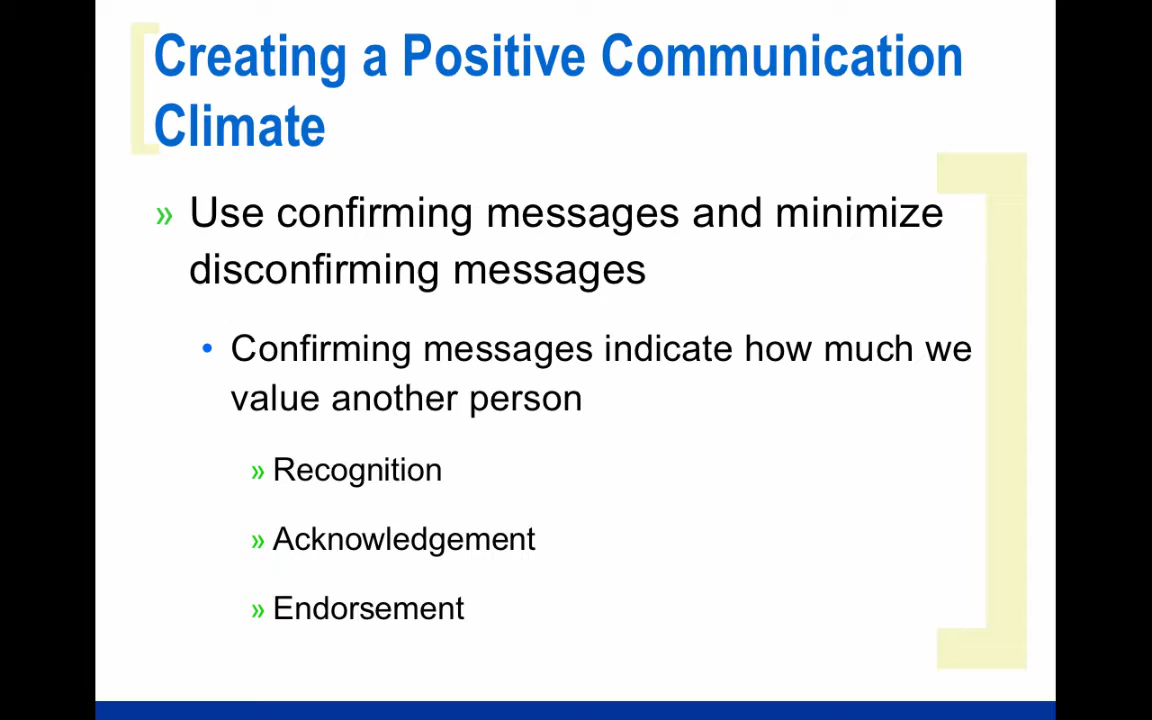 Creating a Positive Communication
Climate
» Use confirming messages and minimize
disconfirming messages
• Confirming messages indicate how much we
value another person
» Recognition
» Acknowledgement
» Endorsement